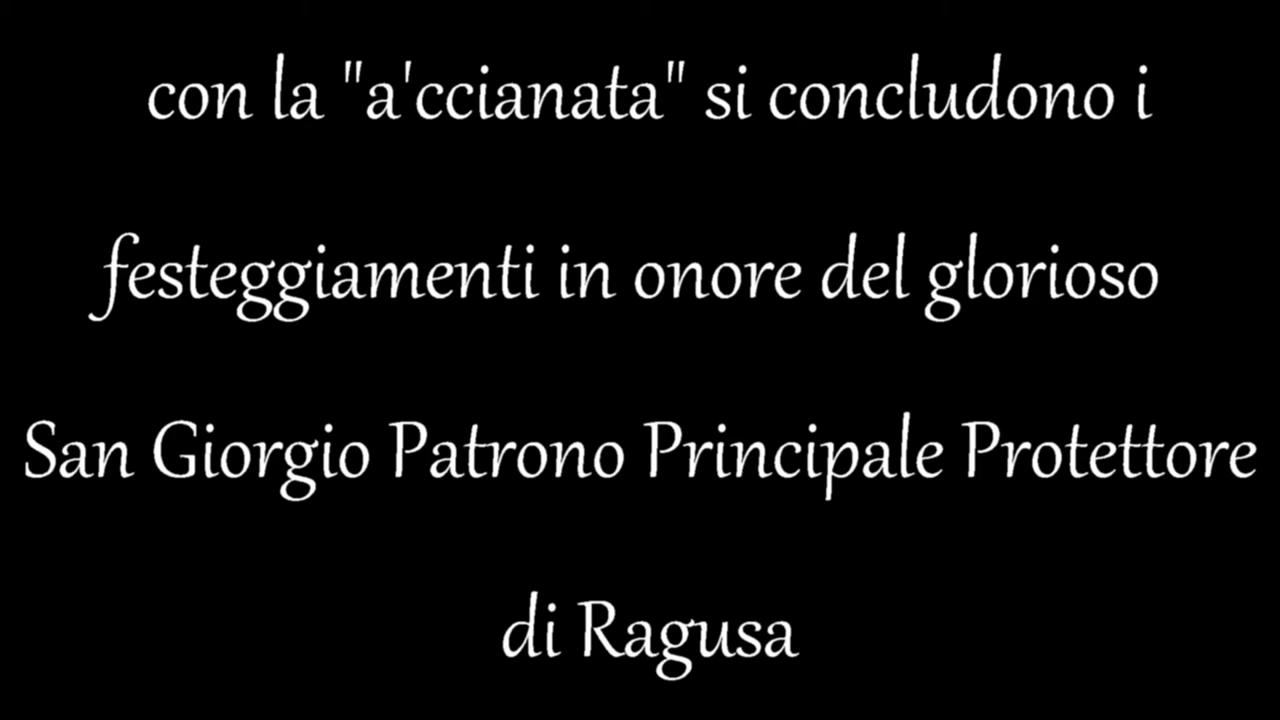 con la "a'ccianata" si concludono i
festeggiamenti in onore del glorioso
San Giorgio Patrono Principale Protettore
di Ragusa